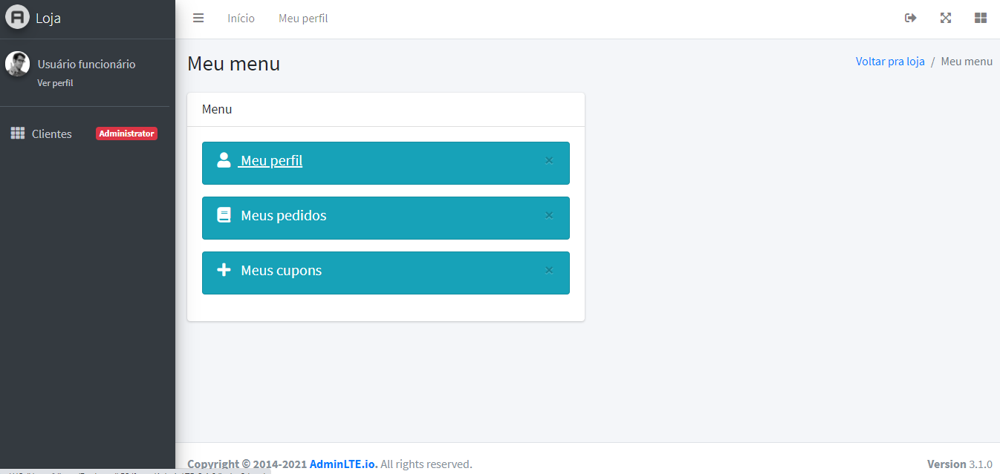 Loja
Início
Meu perfil
Usuário funcionário
Ver perfil
Clientes
Administrator
Meu menu
Voltar pra loja / Meu menu
Menu
Meu perfil ×
Meus pedidos ×
Meus cupons ×
Copyright © 2014-2021 AdminLTE.io. All rights reserved.
Version 3.1.0